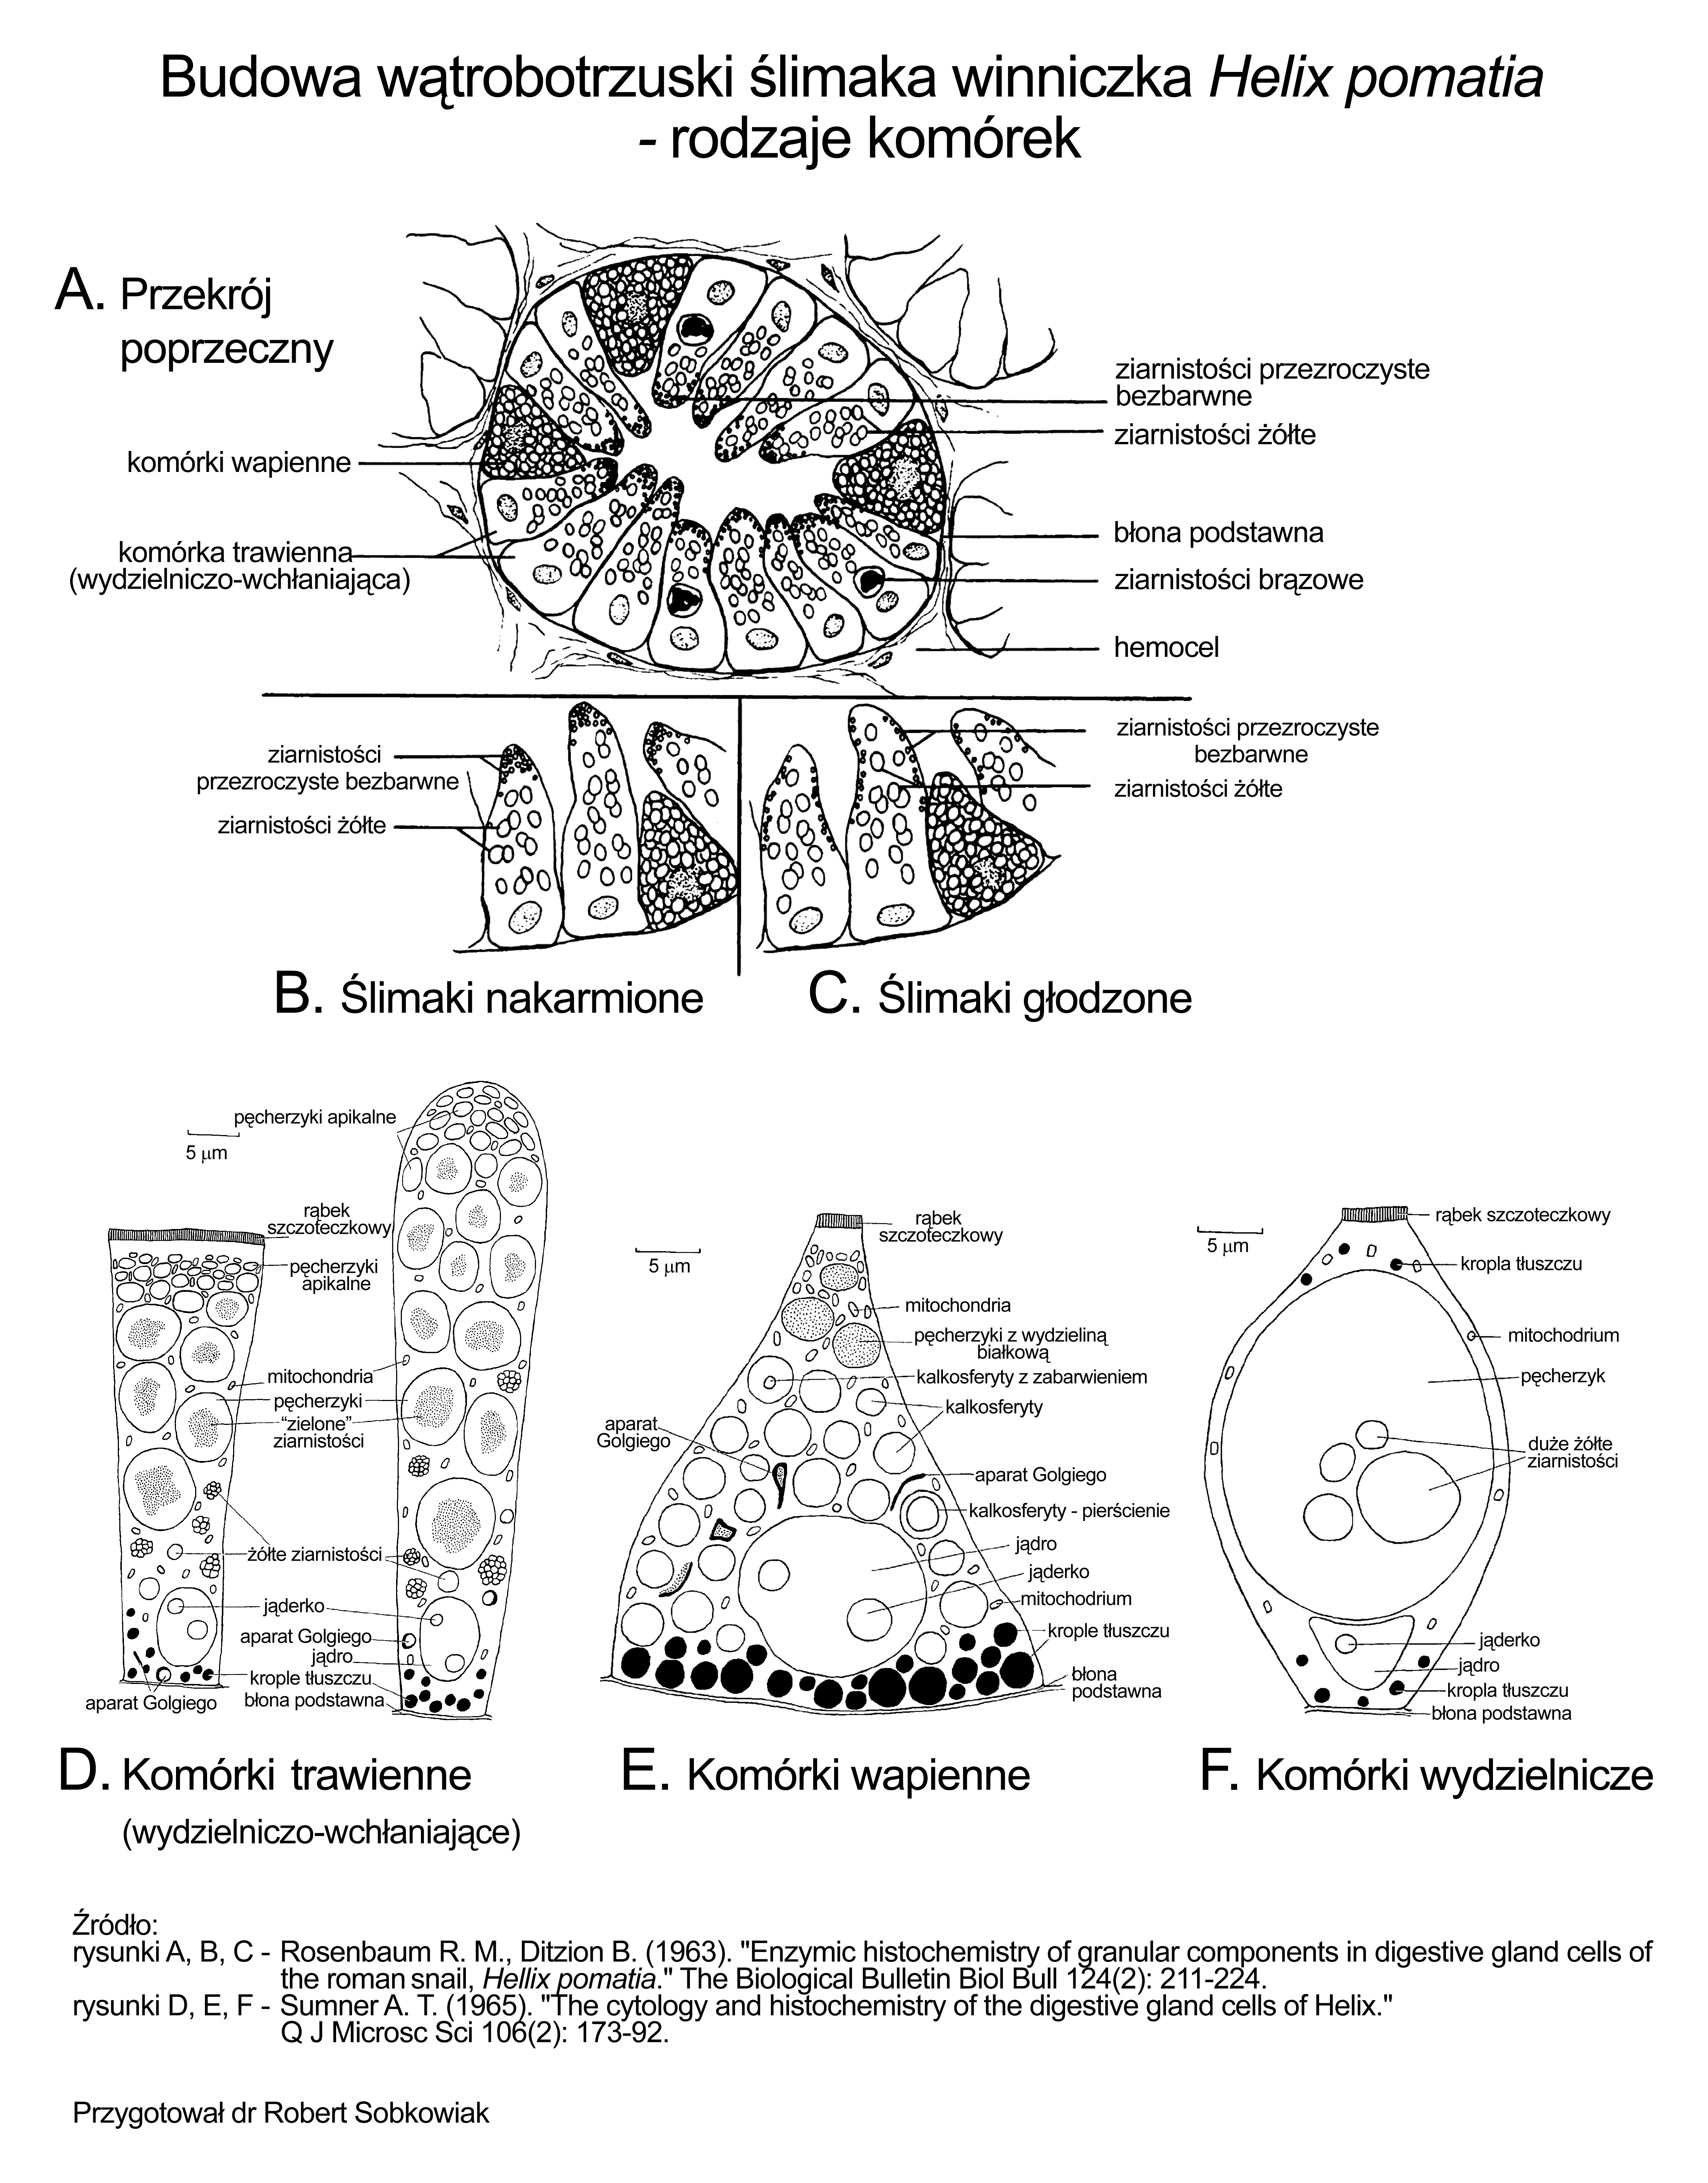 Budowa wątrobotrzuski ślimaka winniczka Helix pomatia
- rodzaje komórek
A. Przekrój
poprzeczny
ziarnistości przezroczyste
bezbarwne
ziarnistości żółte
komórki wapienne
błona podstawna
komórka trawienna
(wydzielniczo-wchłaniająca)
ziarnistości brązowe
hemocel
ziarnistości
przezroczyste bezbarwne
ziarnistości żółte
ziarnistości przezroczyste
bezbarwne
ziarnistości żółte
B. Ślimaki nakarmione
C. Ślimaki głodzone
pęcherzyki apikalne
5 µm
rąbek
szczoteczkowy
pęcherzyki
apikalne
mitochondria
pęcherzyki
“zielone”
ziarnistości
żółte ziarnistości
jąderko
aparat Golgiego
jądro
krople tłuszczu
błona podstawna
aparat Golgiego
rąbek
szczoteczkowy
5 µm
mitochondria
pęcherzyki z wydzieliną
białkową
kalkosferyty z zabarwieniem
kalkosferyty
aparat
Golgiego
aparat Golgiego
kalkosferyty - pierścienie
jądro
jąderko
mitochodrium
krople tłuszczu
błona
podstawna
rąbek szczoteczkowy
5 µm
kropla tłuszczu
mitochodrium
pęcherzyk
duże żółte
ziarnistości
jąderko
jądro
kropla tłuszczu
błona podstawna
D. Komórki trawienne
(wydzielniczo-wchłaniające)
E. Komórki wapienne
F. Komórki wydzielnicze
Źródło:
rysunki A, B, C - Rosenbaum R. M., Ditzion B. (1963). "Enzymic histochemistry of granular components in digestive gland cells of
the roman snail, Hellix pomatia." The Biological Bulletin Biol Bull 124(2): 211-224.
rysunki D, E, F - Sumner A. T. (1965). "The cytology and histochemistry of the digestive gland cells of Helix."
Q J Microsc Sci 106(2): 173-92.
Przygotował dr Robert Sobkowiak